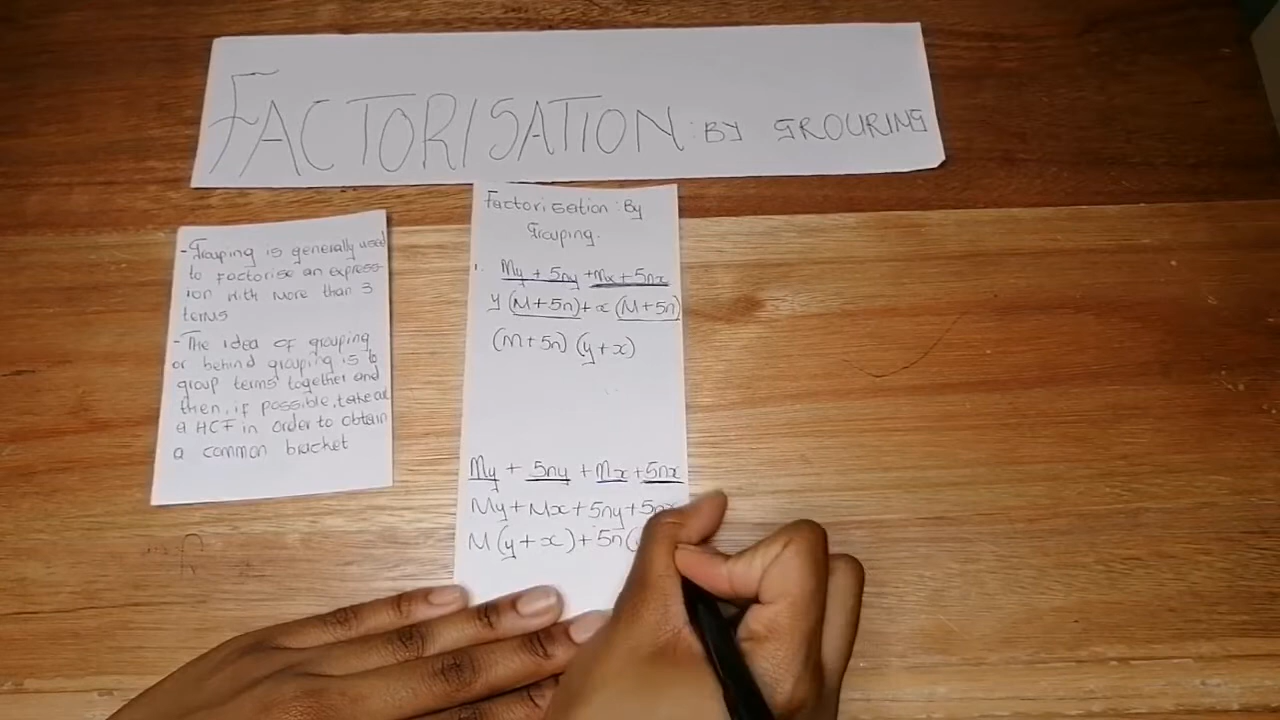 FACTORISATION: BY GROURING
- Grouping is generally used
to factorise an express-
ion with more than 3
terms
- The idea of grouping
or behind grouping is to
group terms together and
then, if possible, take out
a HCF in order to obtain
a common bracket
Factorisation: By
Grouping.
1. My + 5ny + Mx + 5nx
y (M+5n) + x (M+5n)
(M+5n) (y+x)
My + 5ny + Mx + 5nx
My + Mx + 5ny + 5nx
M(y+x) + 5n(